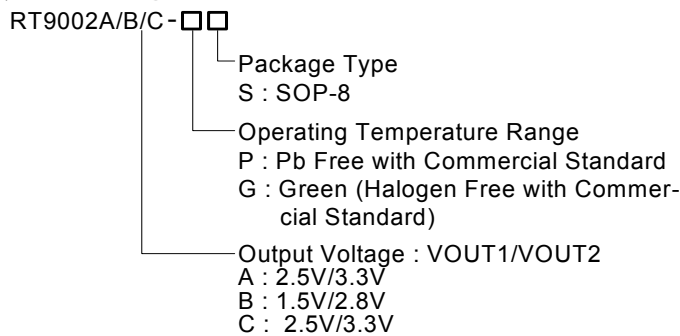 RT9002A/B/C-□□
Package Type
S : SOP-8
Operating Temperature Range
P : Pb Free with Commercial Standard
G : Green (Halogen Free with Commer-
cial Standard)
Output Voltage : VOUT1/VOUT2
A : 2.5V/3.3V
B : 1.5V/2.8V
C : 2.5V/3.3V